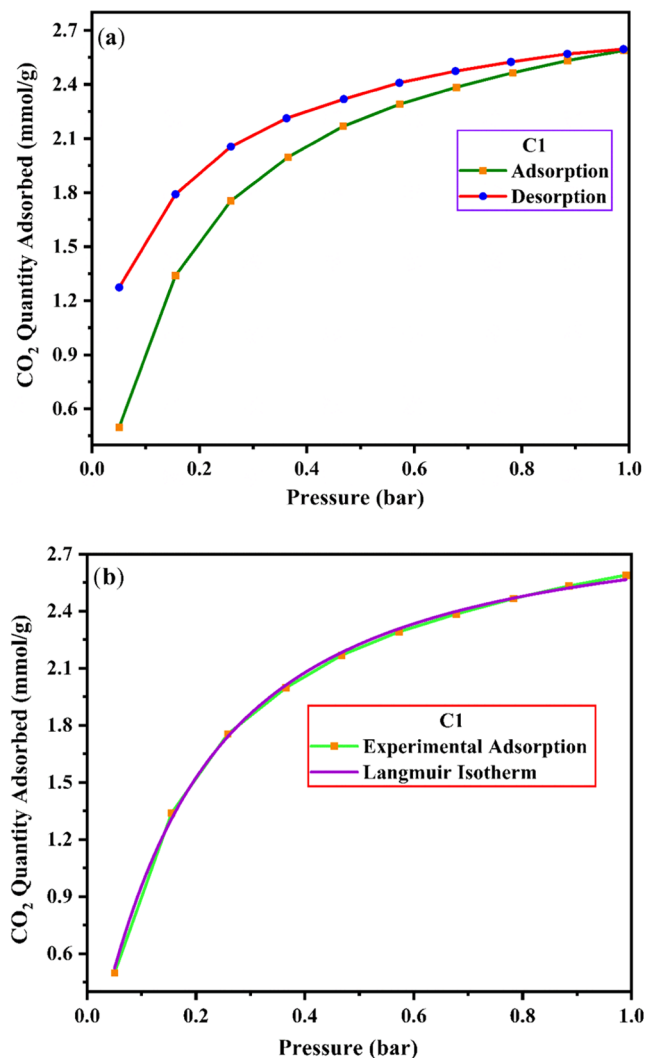 (a)
2.7
2.4
2.1
1.8
1.5
1.2
0.9
0.6
CO₂ Quantity Adsorbed (mmol/g)
C1
Adsorption
Desorption
0.0 0.2 0.4 0.6 0.8 1.0
Pressure (bar)
(b)
2.7
2.4
2.1
1.8
1.5
1.2
0.9
0.6
CO₂ Quantity Adsorbed (mmol/g)
C1
Experimental Adsorption
Langmuir Isotherm
0.0 0.2 0.4 0.6 0.8 1.0
Pressure (bar)